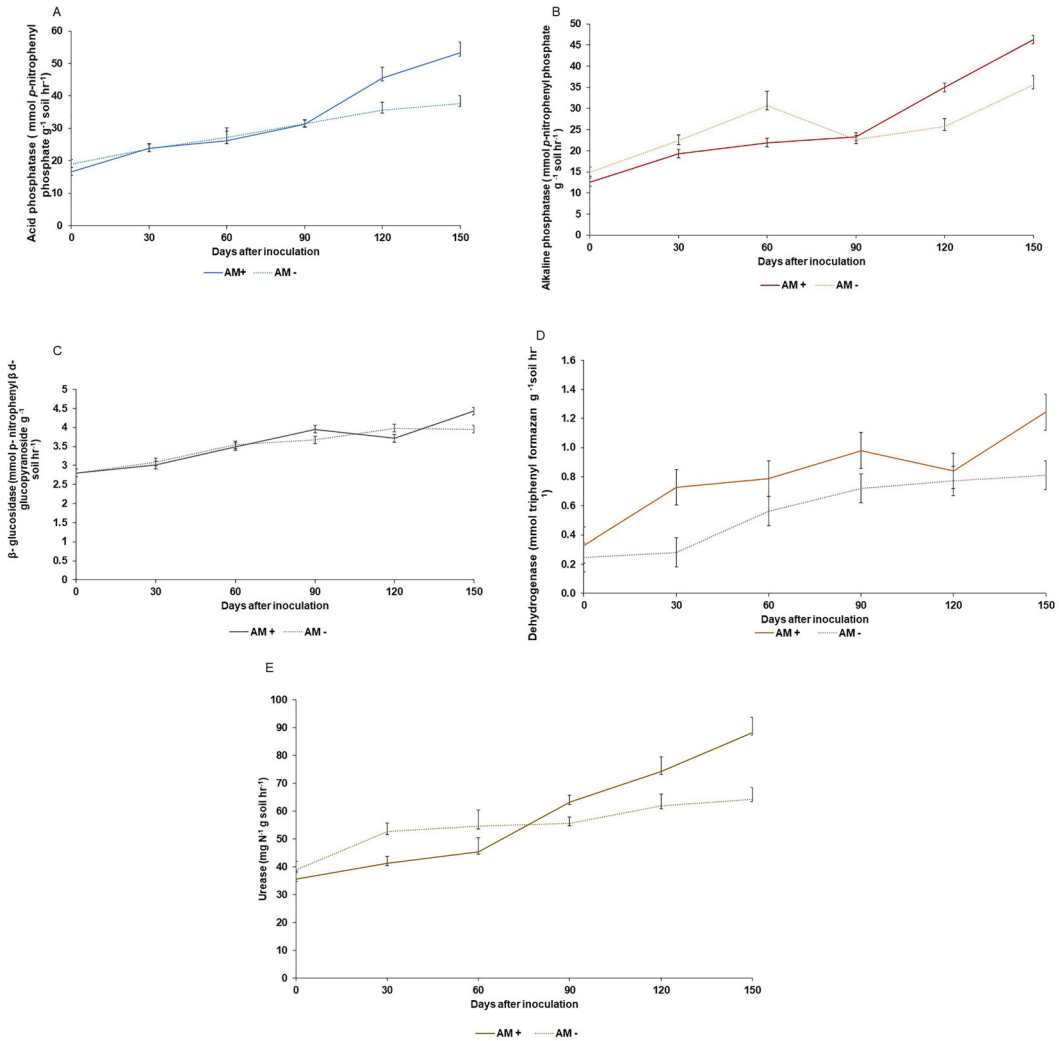 A
Acid phosphatase ( mmol p-nitrophenyl
phosphate g⁻¹ soil hr⁻¹)
60
50
40
30
20
10
0
0 30 60 90 120 150
Days after inoculation
AM+ AM -
B
Alkaline phosphatase ( mmol p-nitrophenyl phosphate
g⁻¹ soil hr⁻¹)
50
45
40
35
30
25
20
15
10
5
0
0 30 60 90 120 150
Days after inoculation
AM + AM -
C
β- glucosidase (mmol p- nitrophenyl β d-
glucopyranoside g⁻¹
soil hr⁻¹)
5
4.5
4
3.5
3
2.5
2
1.5
1
0.5
0
0 30 60 90 120 150
Days after inoculation
AM + AM -
D
Dehydrogenase (mmol triphenyl formazan g⁻¹soil hr⁻
¹)
1.6
1.4
1.2
1.0
0.8
0.6
0.4
0.2
0.0
0 30 60 90 120 150
Days after inoculation
AM + AM -
E
Urease (mg N⁻¹ g soil hr⁻¹)
100
90
80
70
60
50
40
30
20
10
0
0 30 60 90 120 150
Days after inoculation
AM + AM -